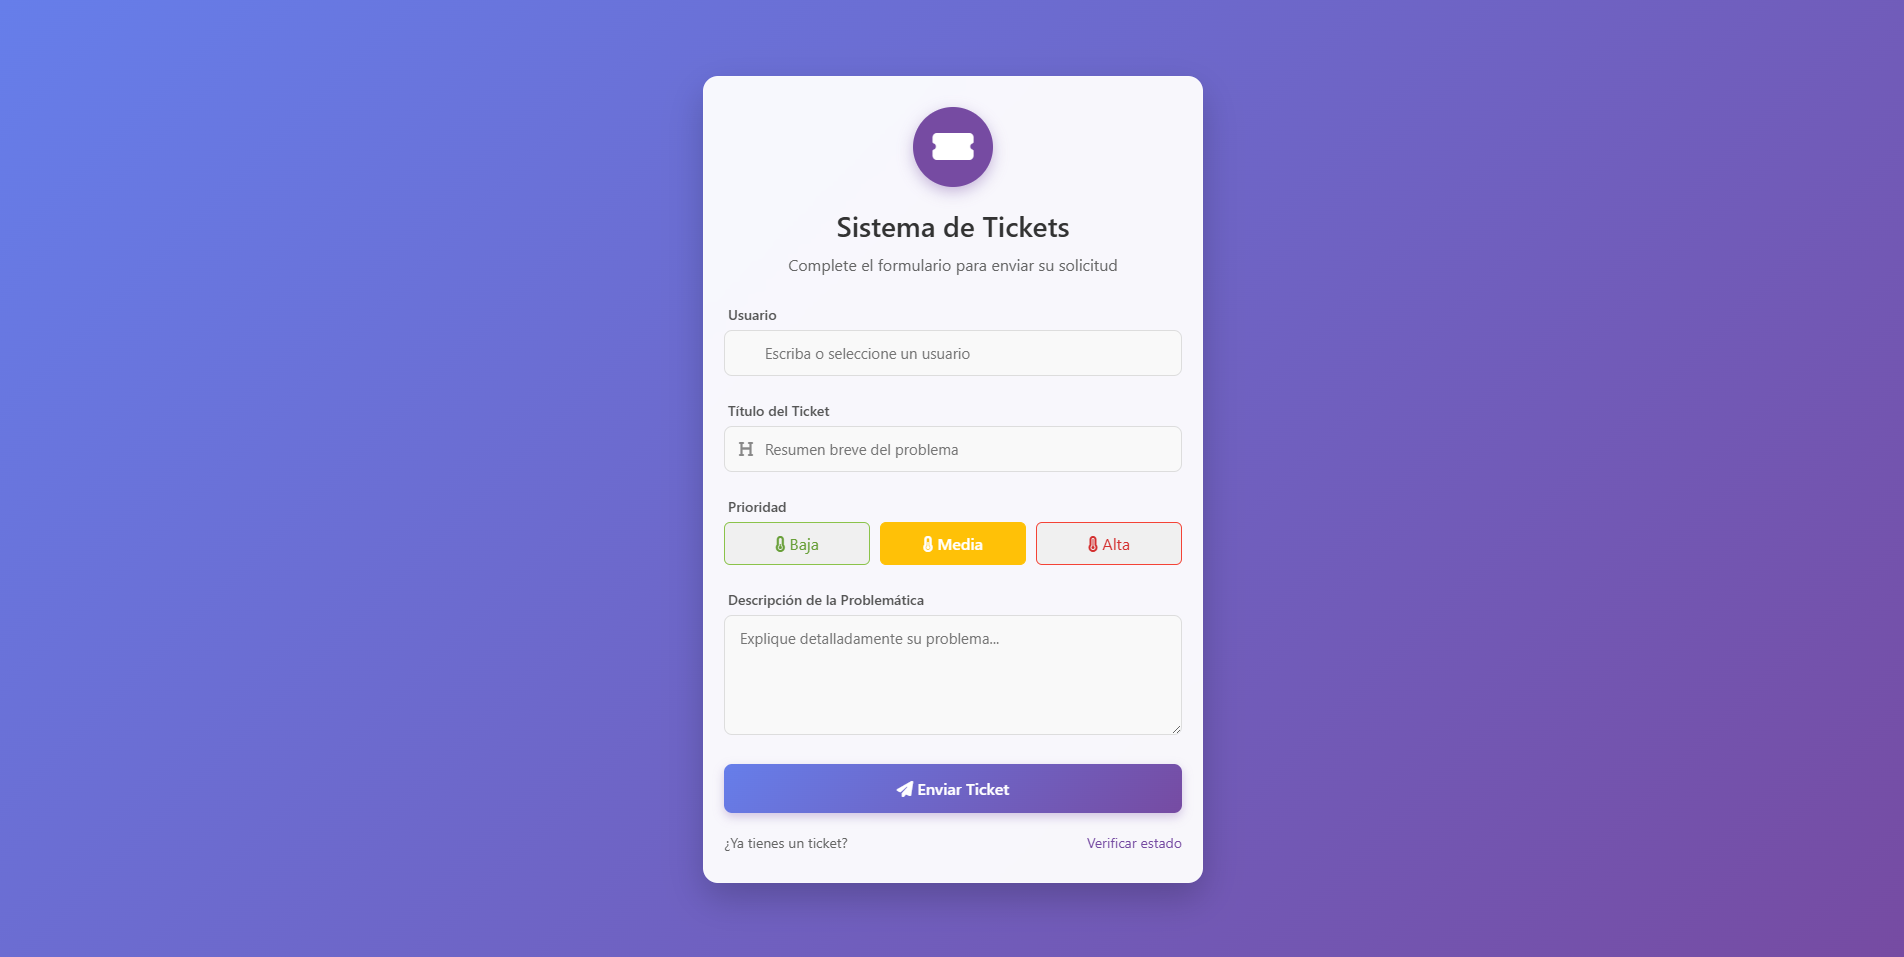 Sistema de Tickets
Complete el formulario para enviar su solicitud
Usuario
Escriba o seleccione un usuario
Título del Ticket
Resumen breve del problema
Prioridad
Baja
Media
Alta
Descripción de la Problemática
Explique detalladamente su problema...
Enviar Ticket
¿Ya tienes un ticket?
Verificar estado